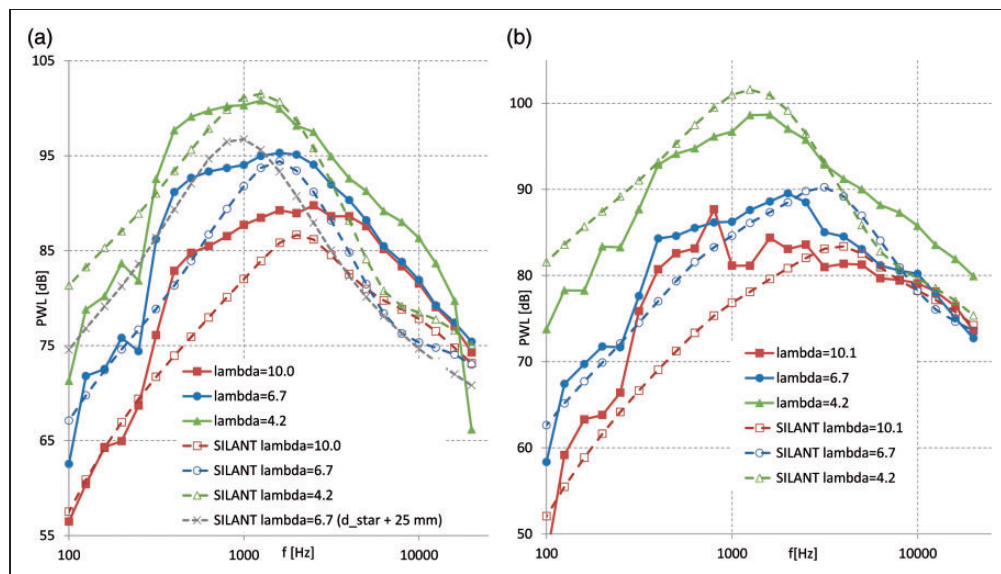 (a)
105
95
85
75
65
55
PWL [dB]
100
1000
10000
f [Hz]
lambda=10.0
lambda=6.7
lambda=4.2
SILANT lambda=10.0
SILANT lambda=6.7
SILANT lambda=4.2
SILANT lambda=6.7 (d_star + 25 mm)
(b)
100
90
80
70
60
50
PWL [dB]
100
1000
10000
f[Hz]
lambda=10.1
lambda=6.7
lambda=4.2
SILANT lambda=10.1
SILANT lambda=6.7
SILANT lambda=4.2